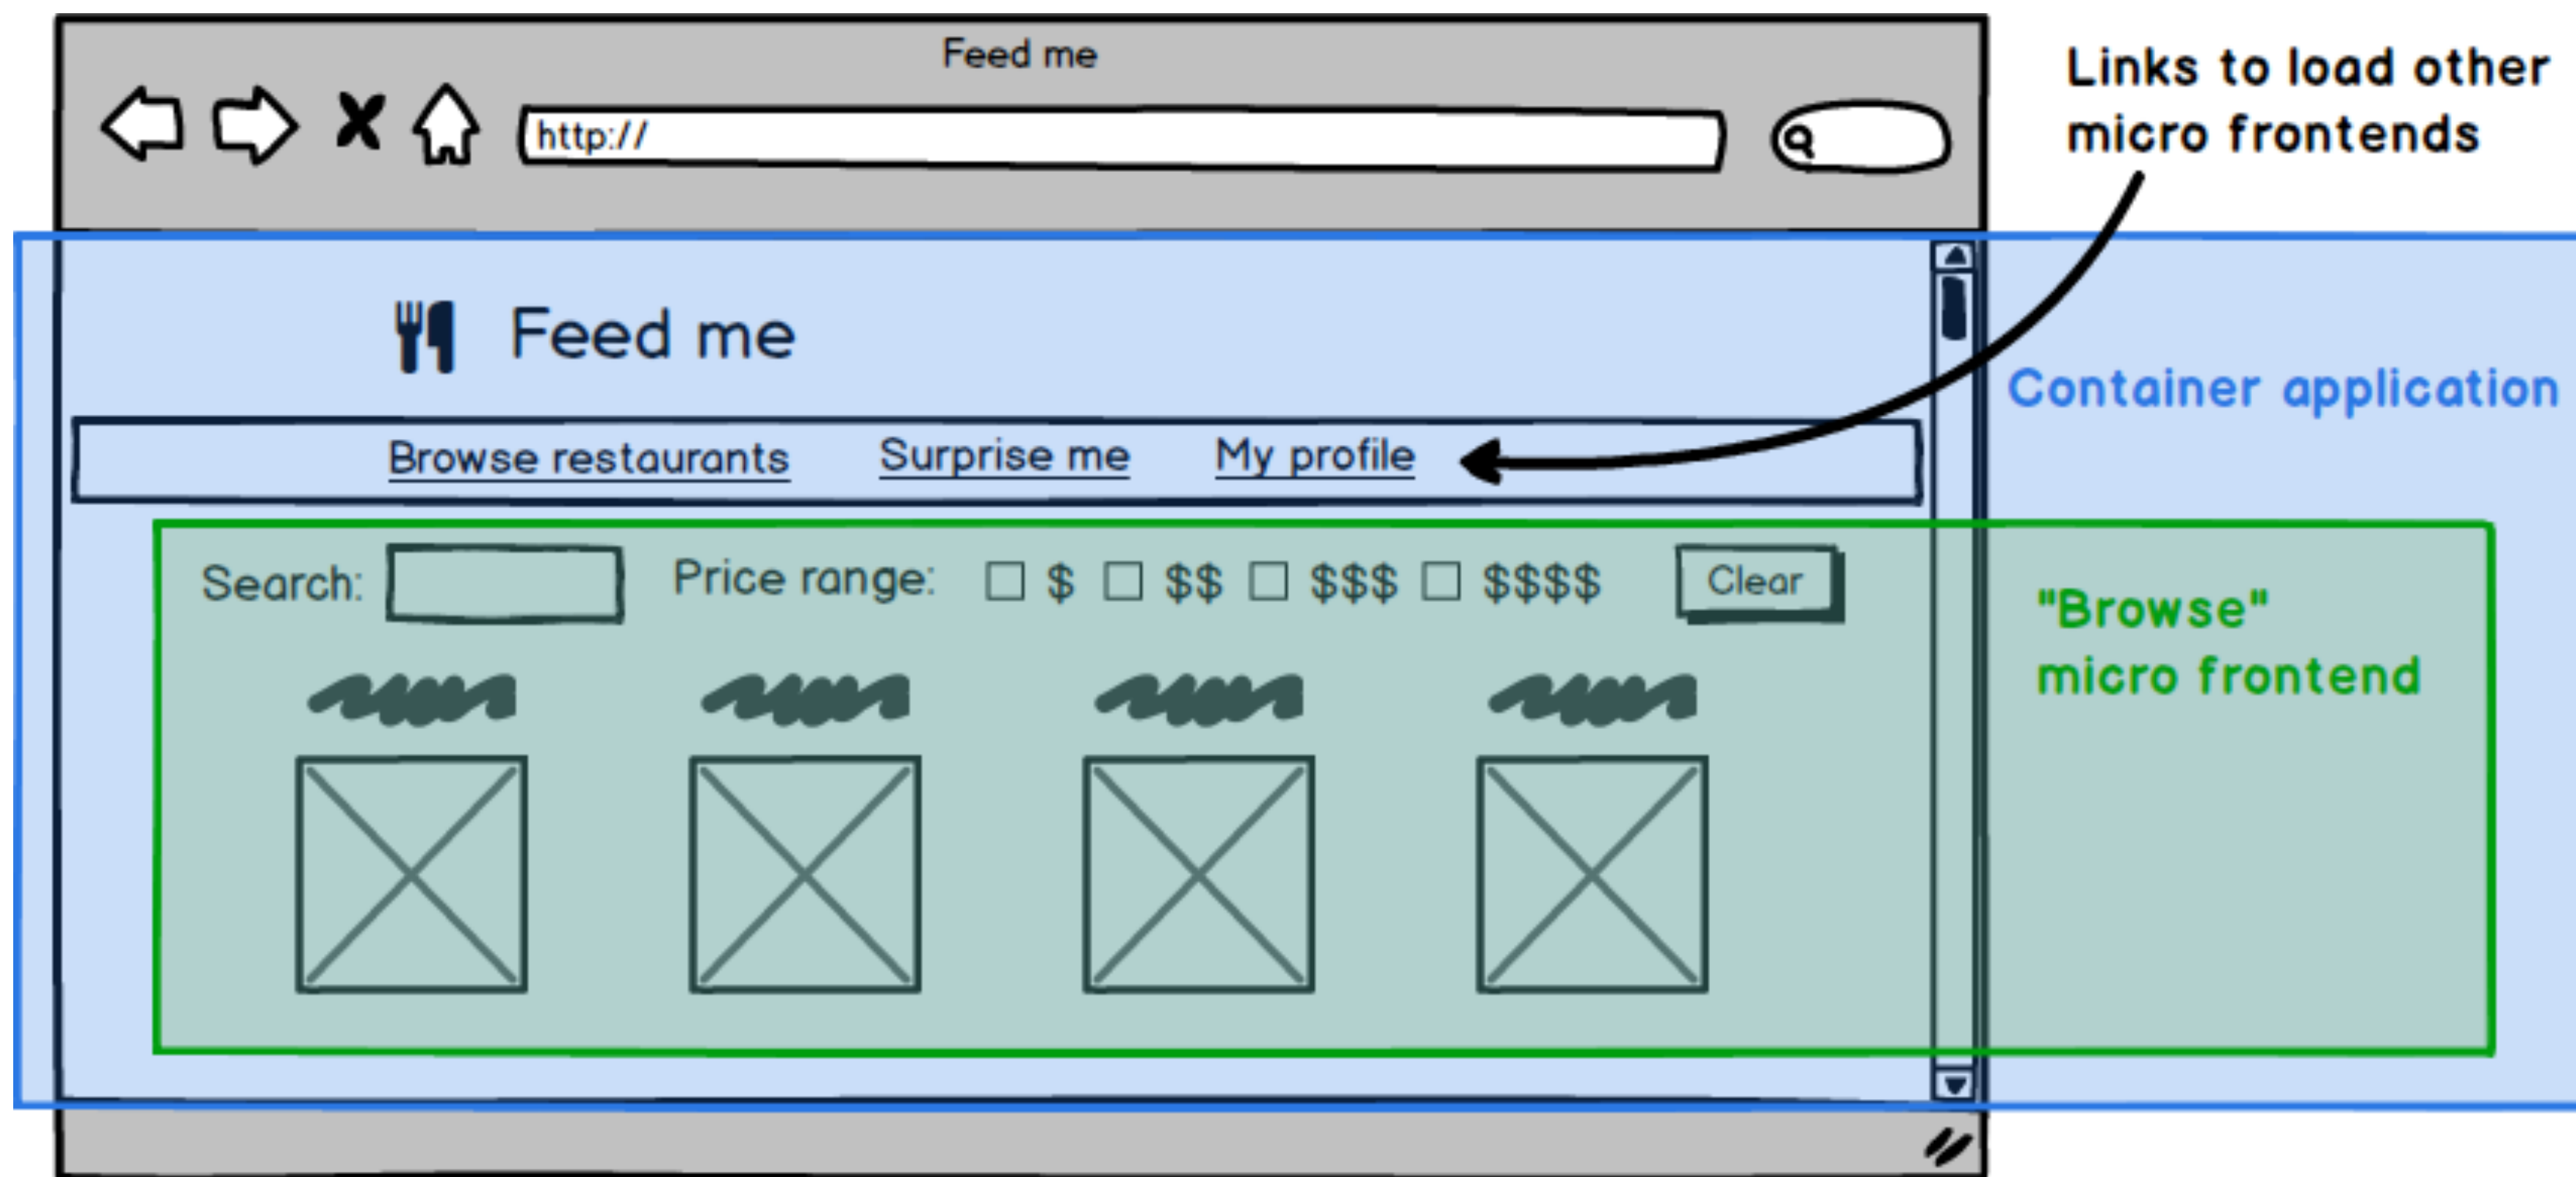 Feed me
http://
Links to load other
micro frontends
Feed me
Container application
Browse restaurants Surprise me My profile
Search: Price range: $ $$ $$$ $$$$ Clear
"Browse"
micro frontend